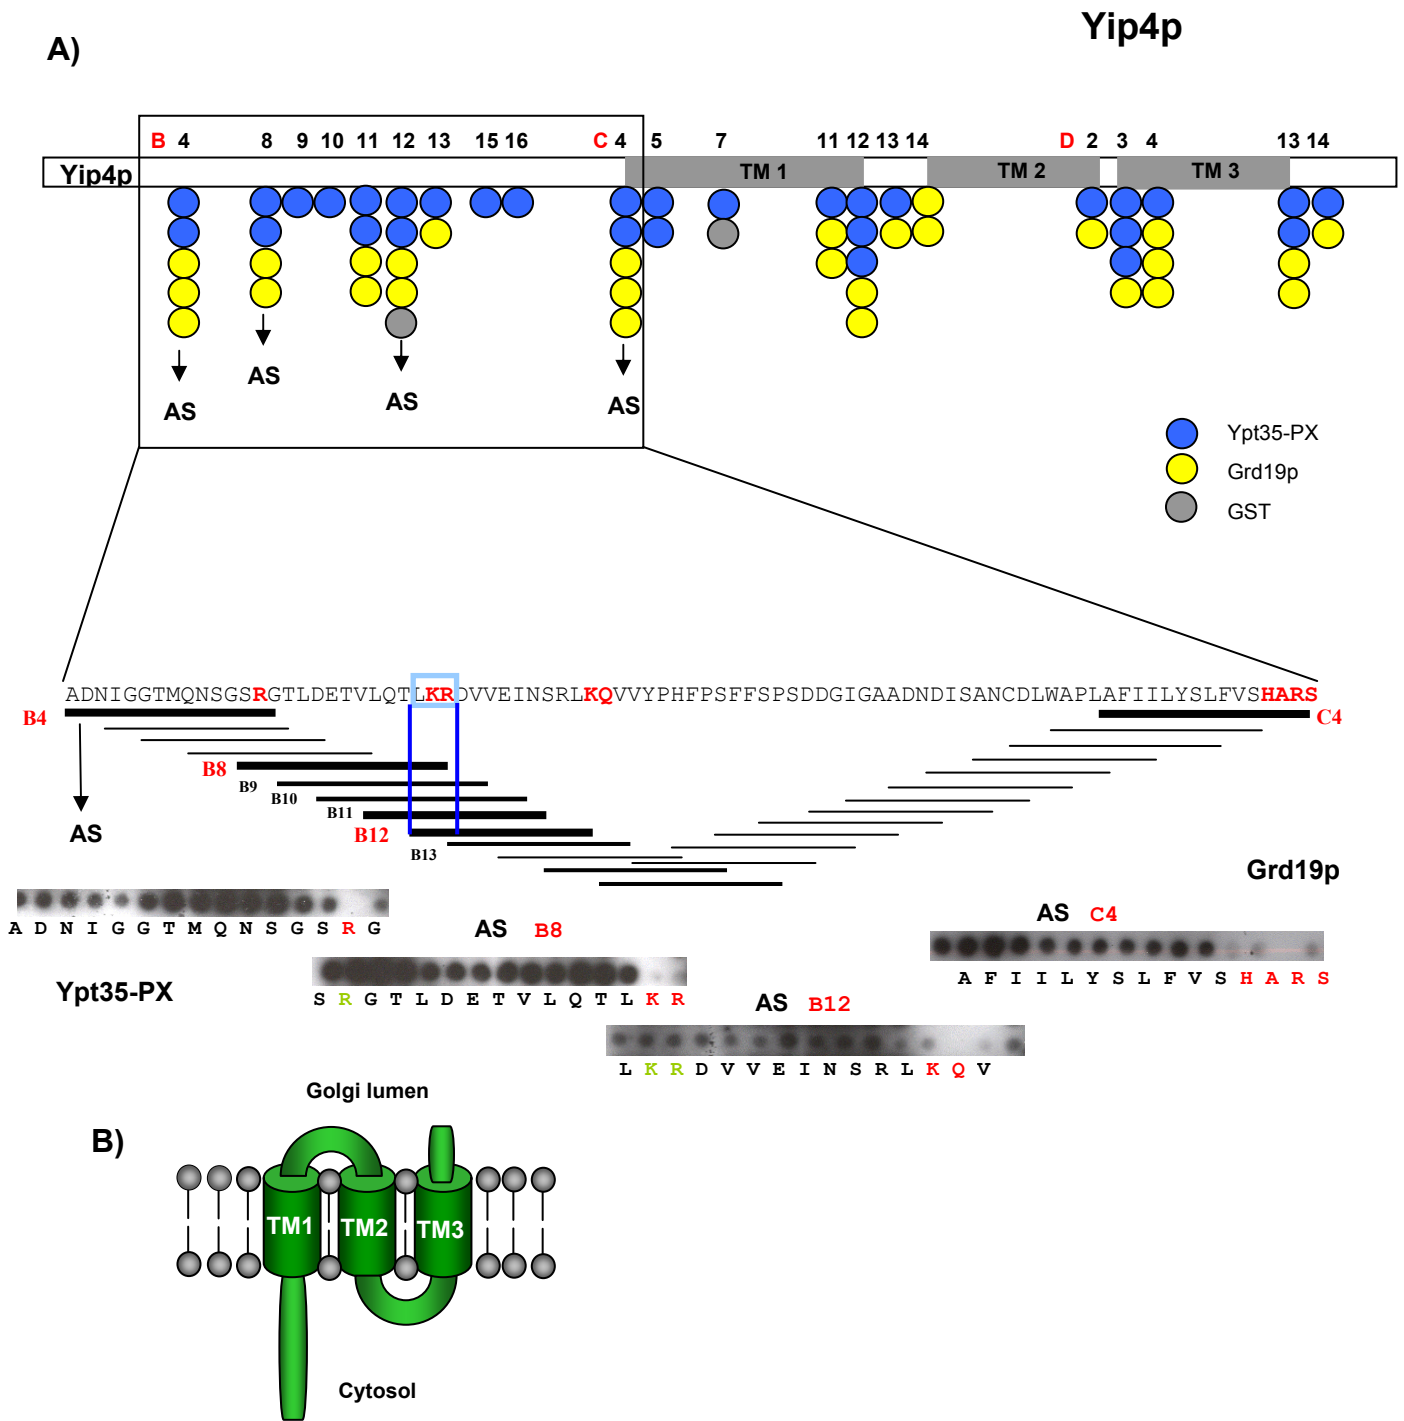 Yip4p
A)
B 4 8 9 10 11 12 13 15 16 C 4 5 7 11 12 13 14 D 2 3 4 13 14
Yip4p TM 1 TM 2 TM 3
AS
AS
AS
AS
Ypt35-PX
Grd19p
GST
ADNIGGTMQNSGSRGTLDETVLQTLKRDVVEINSRLKQVVYPHFPSFFSPSDDGIGAADNDISANCDLWAPLAFIILYSLFVSHARS
B4
C4
B8
B9
B10
B11
B12
B13
AS
Grd19p
A D N I G G T M Q N S G S R G
AS B8
AS C4
Ypt35-PX
S R G T L D E T V L Q T L K R
A F I I L Y S L F V S H A R S
AS B12
L K R D V V E I N S R L K Q V
Golgi lumen
B)
TM1 TM2 TM3
Cytosol